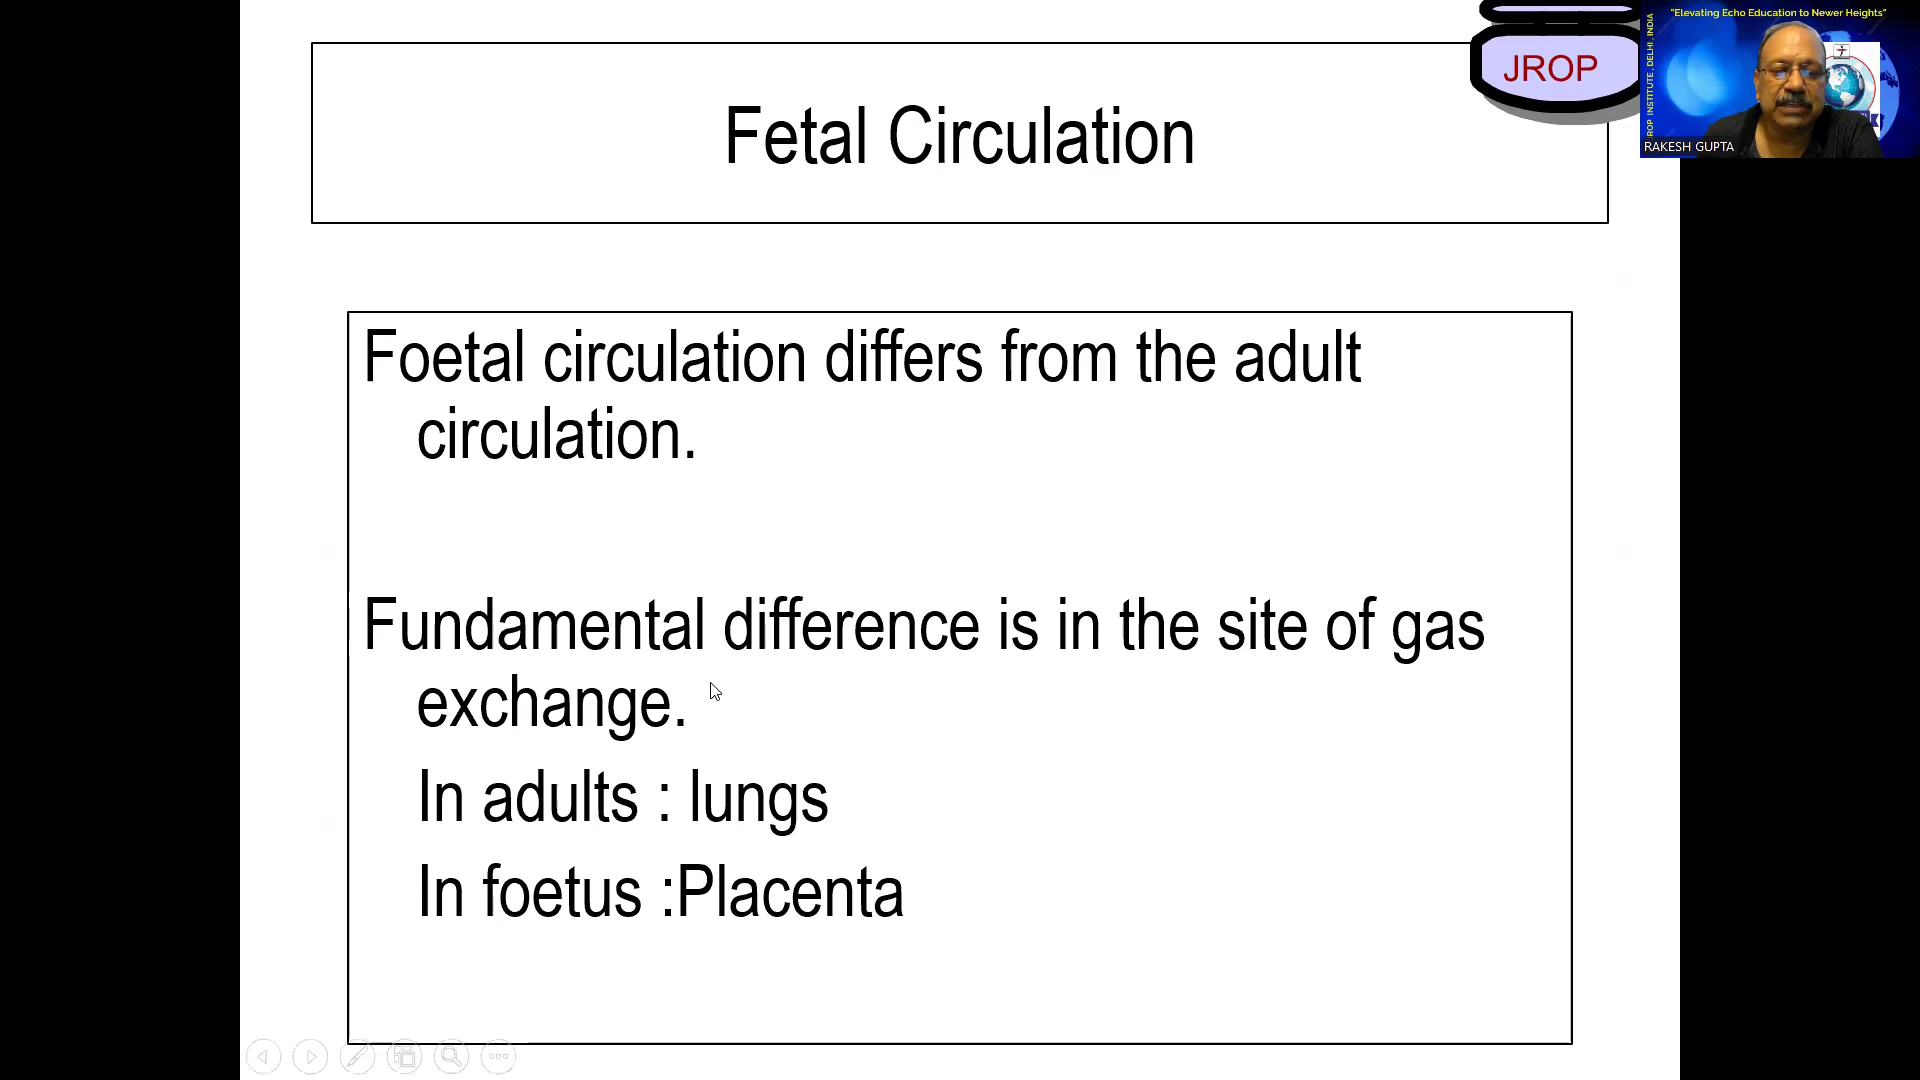 Fetal Circulation
JROP
"Elevating Echo Education to Newer Heights"
JROP INSTITUTE, DELHI, INDIA
RAKESH GUPTA
Foetal circulation differs from the adult
circulation.
Fundamental difference is in the site of gas
exchange.
In adults : lungs
In foetus :Placenta